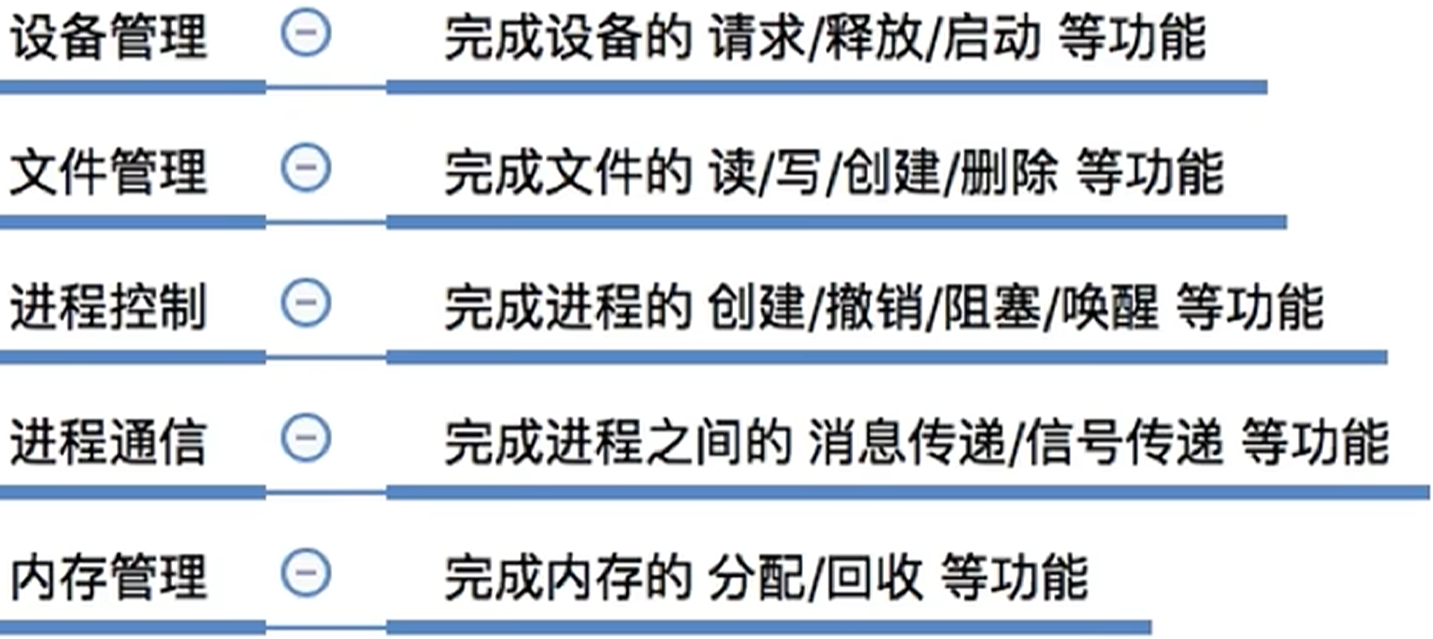 设备管理 完成设备的 请求/释放/启动 等功能
文件管理 完成文件的 读/写/创建/删除 等功能
进程控制 完成进程的 创建/撤销/阻塞/唤醒 等功能
进程通信 完成进程之间的 消息传递/信号传递 等功能
内存管理 完成内存的 分配/回收 等功能